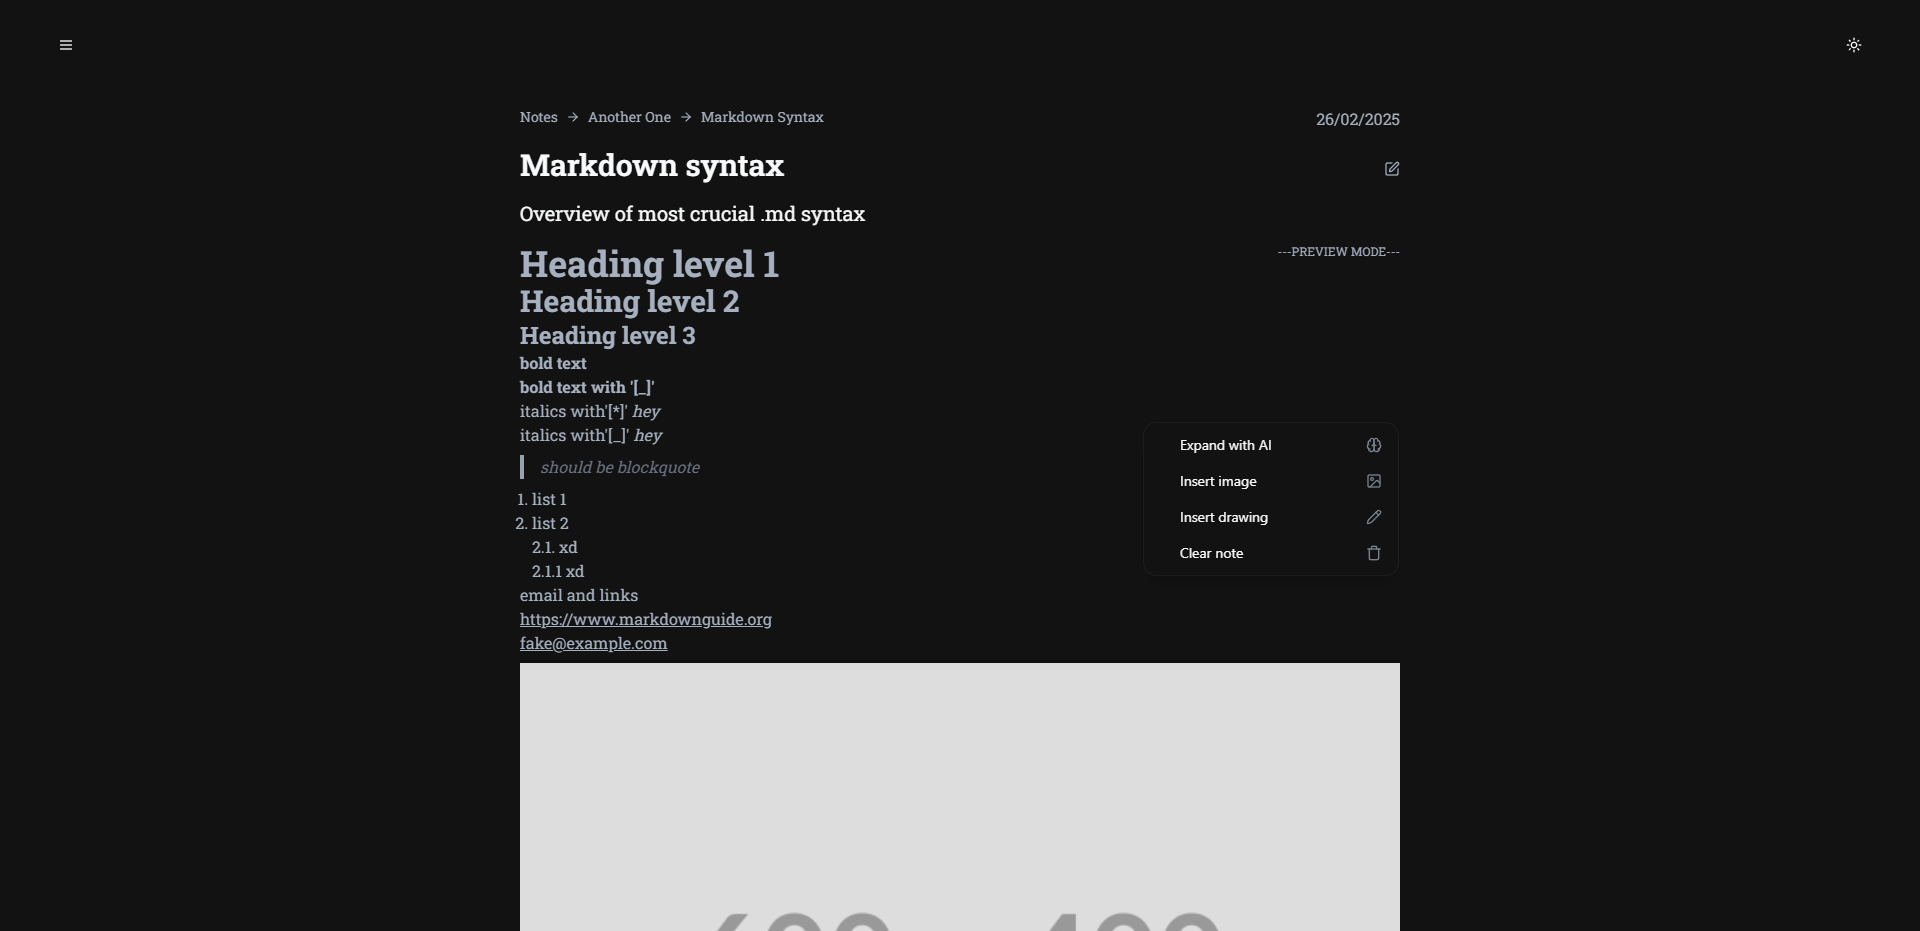 Notes → Another One → Markdown Syntax
26/02/2025
Markdown syntax
Overview of most crucial .md syntax
---PREVIEW MODE---
Heading level 1
Heading level 2
Heading level 3
bold text
bold text with '[_]'
italics with'[*]' hey
italics with'[_]' hey
should be blockquote
1. list 1
2. list 2
2.1. xd
2.1.1 xd
email and links
https://www.markdownguide.org
fake@example.com
Expand with AI
Insert image
Insert drawing
Clear note